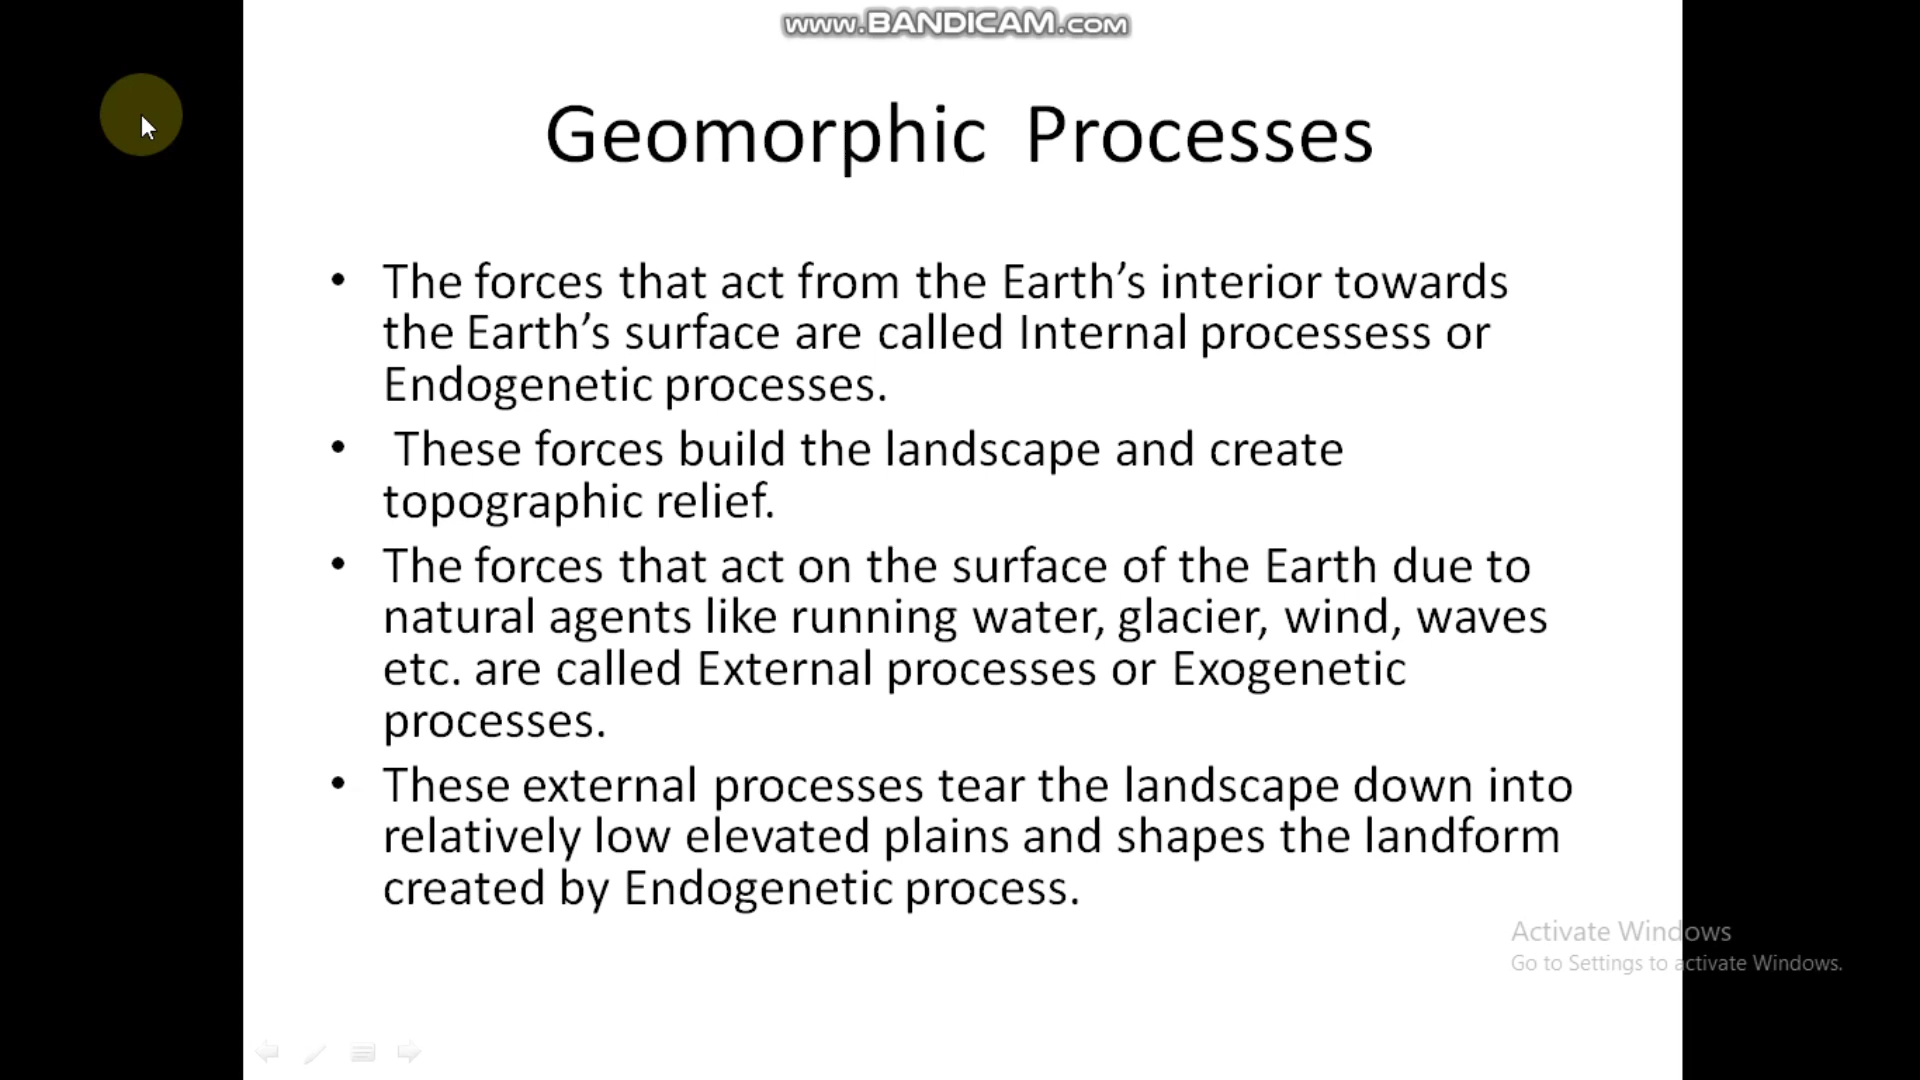 www.BANDICAM.com
Geomorphic Processes
• The forces that act from the Earth’s interior towards
the Earth’s surface are called Internal processess or
Endogenetic processes.
• These forces build the landscape and create
topographic relief.
• The forces that act on the surface of the Earth due to
natural agents like running water, glacier, wind, waves
etc. are called External processes or Exogenetic
processes.
• These external processes tear the landscape down into
relatively low elevated plains and shapes the landform
created by Endogenetic process.
Activate Windows
Go to Settings to activate Windows.